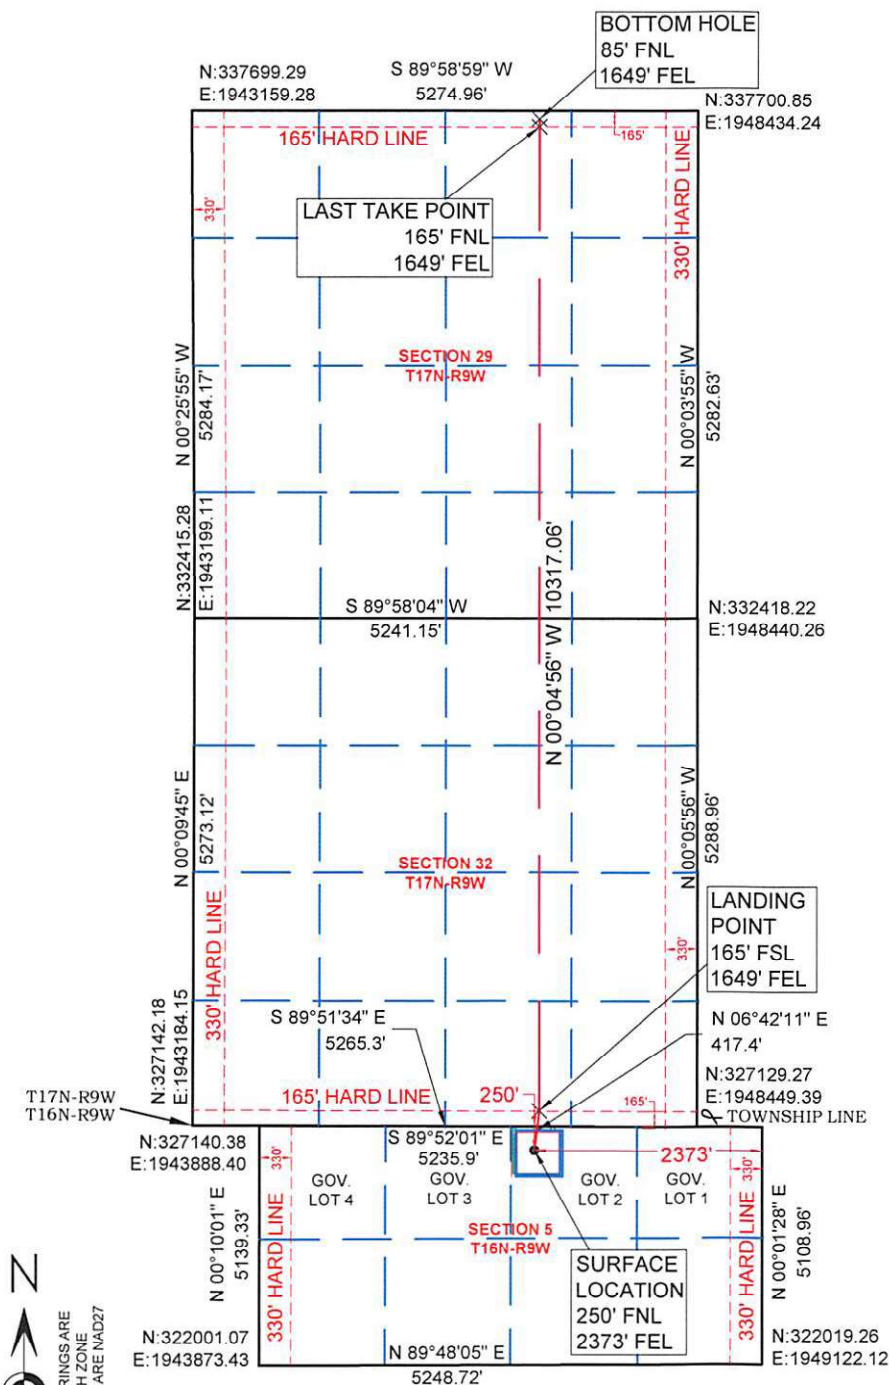 BOTTOM HOLE
85' FNL
1649' FEL
N:337699.29
E:1943159.28
S 89°58'59" W
5274.96'
N:337700.85
E:1948434.24
165' HARD LINE
165'
330'
330' HARD LINE
LAST TAKE POINT
165' FNL
1649' FEL
SECTION 29
T17N-R9W
N 00°25'55" W
5284.17'
N 00°03'55" W
5282.63'
N:332415.28
E:1943199.11
S 89°58'04" W
5241.15'
N 00°04'56" W 10317.06'
N:332418.22
E:1948440.26
N 00°09'45" E
5273.12'
N 00°05'56" W
5288.96'
SECTION 32
T17N-R9W
330' HARD LINE
LANDING
POINT
165' FSL
1649' FEL
330'
N:327142.18
E:1943184.15
S 89°51'34" E
5265.3'
N 06°42'11" E
417.4'
N:327129.27
E:1948449.39
165' HARD LINE
250'
165'
T17N-R9W
T16N-R9W
TOWNSHIP LINE
N:327140.38
E:1943888.40
S 89°52'01" E
5235.9'
2373'
330'
330'
GOV.
LOT 4
GOV.
LOT 3
GOV.
LOT 2
GOV.
LOT 1
N 00°10'01" E
5139.33'
330' HARD LINE
SECTION 5
T16N-R9W
SURFACE
LOCATION
250' FNL
2373' FEL
330' HARD LINE
N 00°01'28" E
5108.96'
N
RINGS ARE
H ZONE
ARE NAD27
N:322001.07
E:1943873.43
N 89°48'05" E
5248.72'
N:322019.26
E:1949122.12